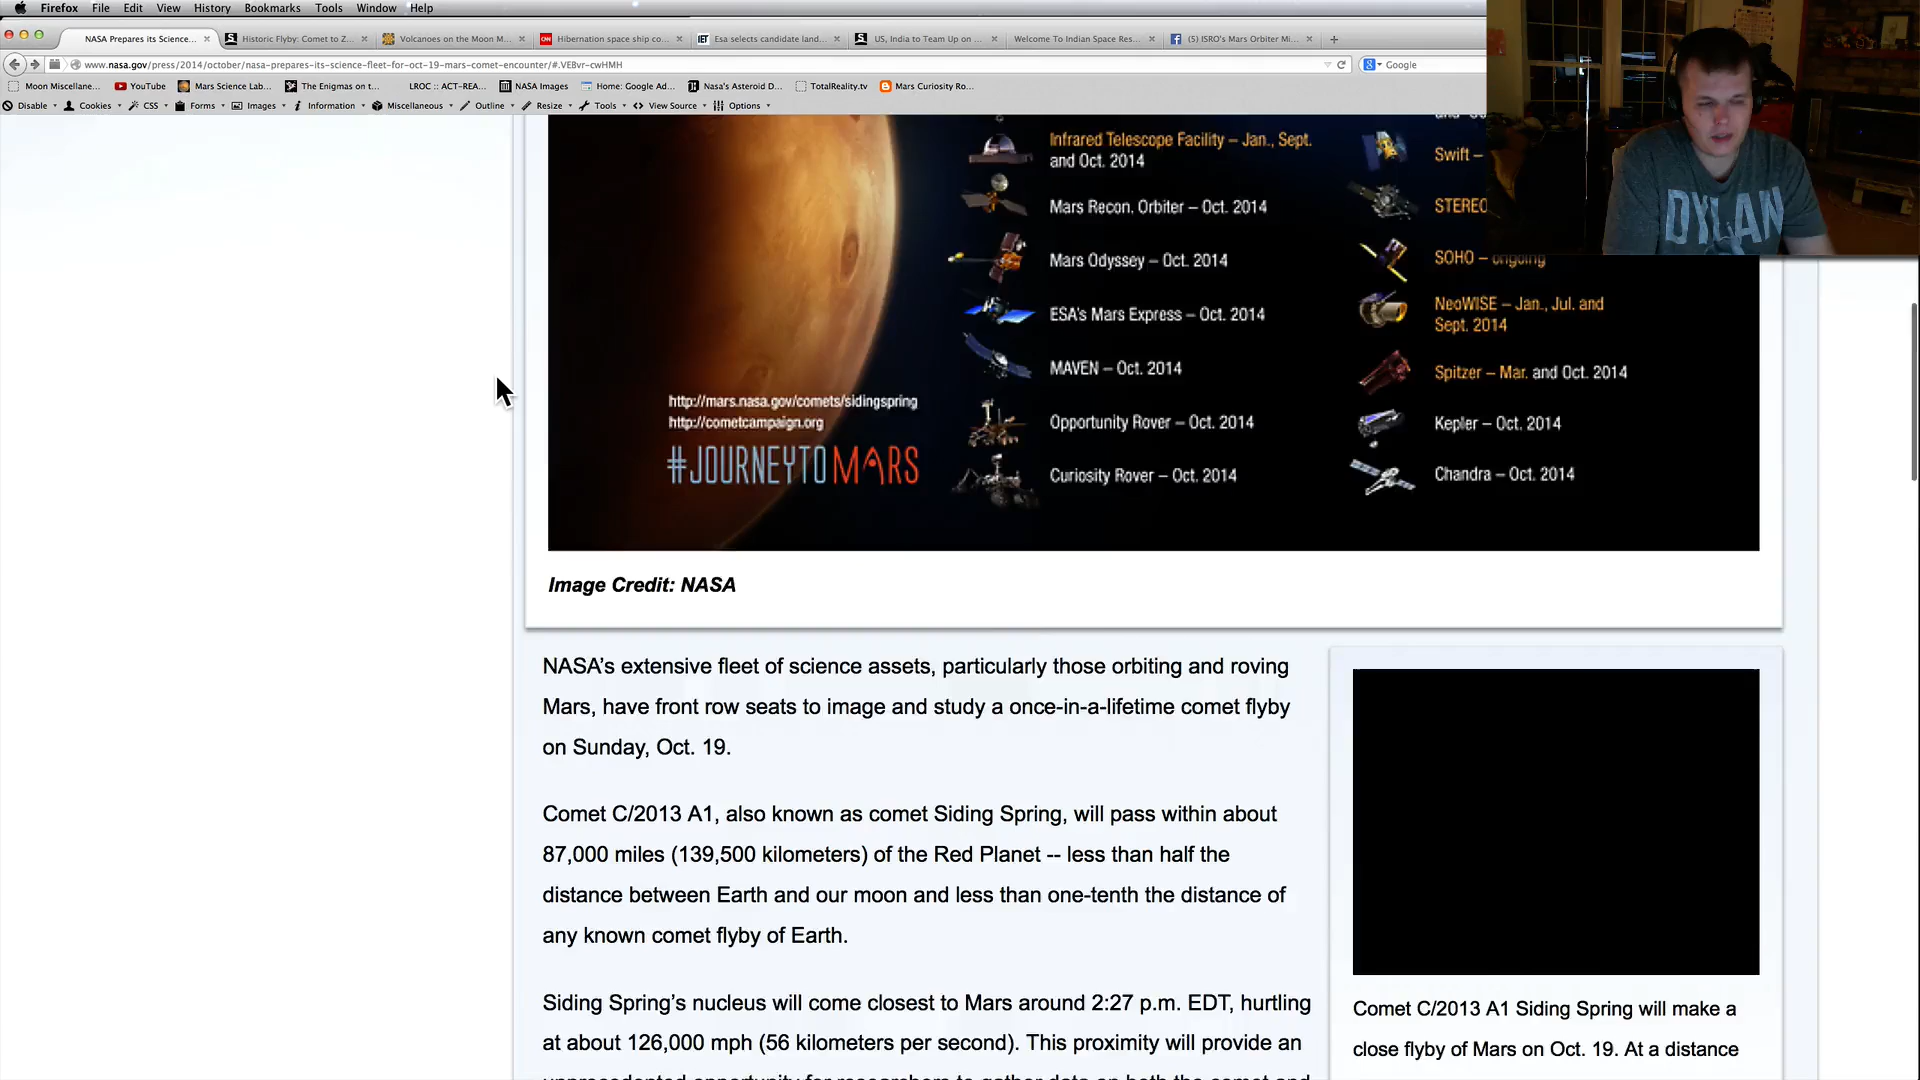 Firefox File Edit View History Bookmarks Tools Window Help
NASA Prepares its Science... Historic Flyby: Comet to Z... Volcanoes on the Moon M... Hibernation space ship co... Esa selects candidate land... US, India to Team Up on ... Welcome To Indian Space Res... (5) ISRO's Mars Orbiter Mi...
www.nasa.gov/press/2014/october/nasa-prepares-its-science-fleet-for-oct-19-mars-comet-encounter/#.VEBvr-cwHMH Google
Moon Miscellane... YouTube Mars Science Lab... The Enigmas on t... LROC :: ACT-REA... NASA Images Home: Google Ad... Nasa's Asteroid D... TotalReality.tv Mars Curiosity Ro...
Disable Cookies CSS Forms Images Information Miscellaneous Outline Resize Tools View Source Options
Infrared Telescope Facility – Jan., Sept.
and Oct. 2014
Mars Recon. Orbiter – Oct. 2014
Mars Odyssey – Oct. 2014
ESA's Mars Express – Oct. 2014
MAVEN – Oct. 2014
Opportunity Rover – Oct. 2014
Curiosity Rover – Oct. 2014
Swift –
STEREO
SOHO – ongoing
NeoWISE – Jan., Jul. and
Sept. 2014
Spitzer – Mar. and Oct. 2014
Kepler – Oct. 2014
Chandra – Oct. 2014
http://mars.nasa.gov/comets/sidingspring
http://cometcampaign.org
#JOURNEYTOMARS
DYLAN
Image Credit: NASA
NASA's extensive fleet of science assets, particularly those orbiting and roving
Mars, have front row seats to image and study a once-in-a-lifetime comet flyby
on Sunday, Oct. 19.
Comet C/2013 A1, also known as comet Siding Spring, will pass within about
87,000 miles (139,500 kilometers) of the Red Planet -- less than half the
distance between Earth and our moon and less than one-tenth the distance of
any known comet flyby of Earth.
Siding Spring's nucleus will come closest to Mars around 2:27 p.m. EDT, hurtling
at about 126,000 mph (56 kilometers per second). This proximity will provide an
Comet C/2013 A1 Siding Spring will make a
close flyby of Mars on Oct. 19. At a distance